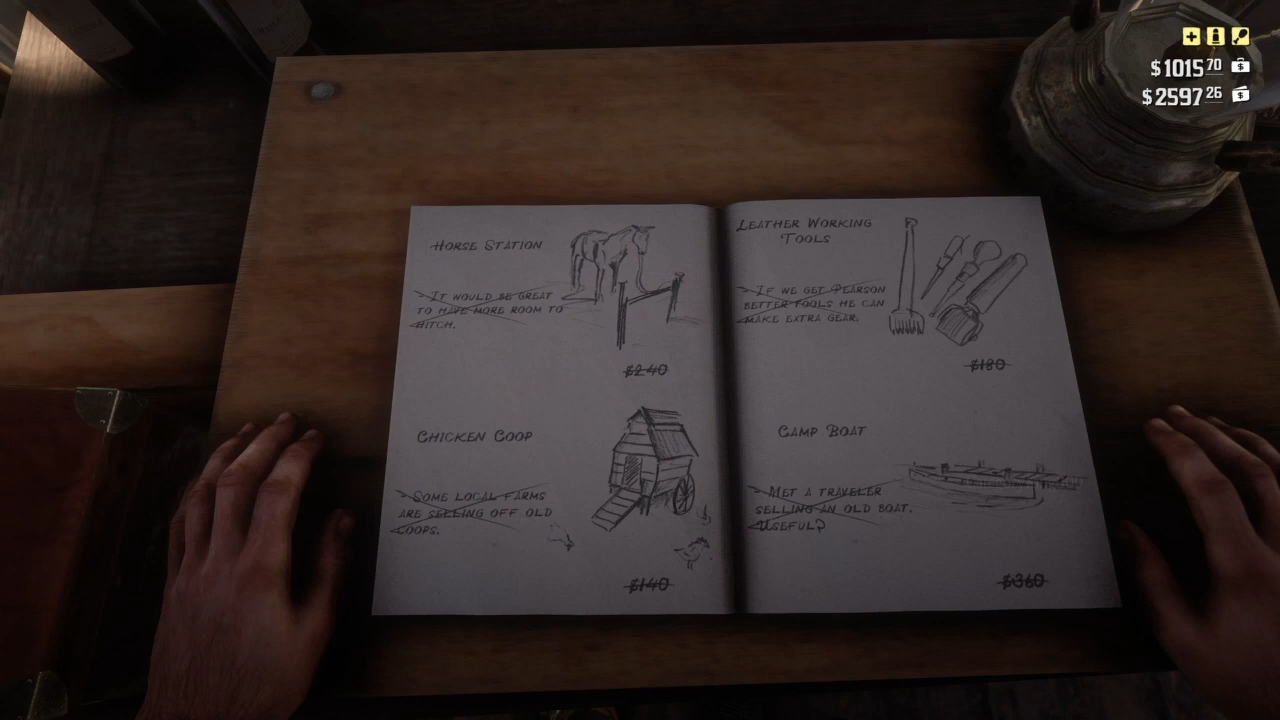 $1015 70
$2597 26
HORSE STATION
- IT WOULD BE GREAT
TO HAVE MORE ROOM TO
HITCH.
$240
CHICKEN COOP
- SOME LOCAL FARMS
ARE SELLING OFF OLD
COOPS.
$140
LEATHER WORKING
TOOLS
- IF WE GET PEARSON
BETTER TOOLS HE CAN
MAKE EXTRA GEAR.
$180
CAMP BOAT
- MET A TRAVELER
SELLING AN OLD BOAT.
USEFUL?
$360